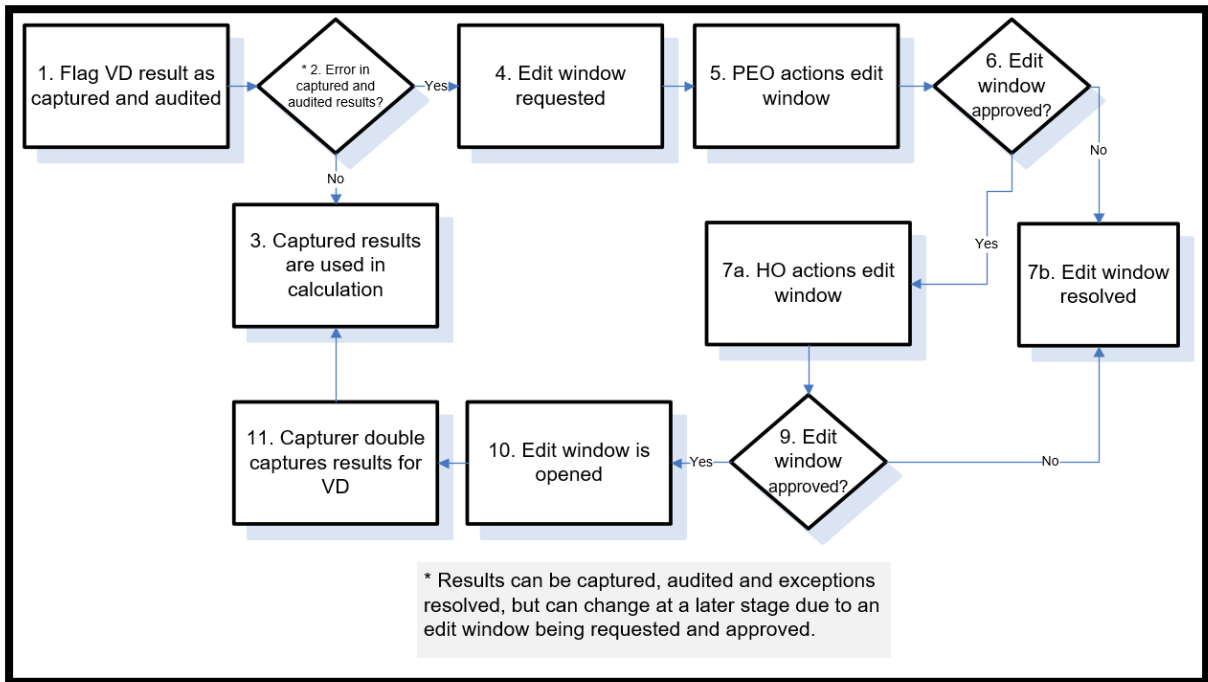 1. Flag VD result as
captured and audited
* 2. Error in
captured and
audited results?
Yes
4. Edit window
requested
5. PEO actions edit
window
6. Edit
window
approved?
No
No
Yes
3. Captured results
are used in
calculation
7a. HO actions edit
window
7b. Edit window
resolved
11. Capturer double
captures results for
VD
10. Edit window is
opened
Yes
9. Edit
window
approved?
No
* Results can be captured, audited and exceptions
resolved, but can change at a later stage due to an
edit window being requested and approved.